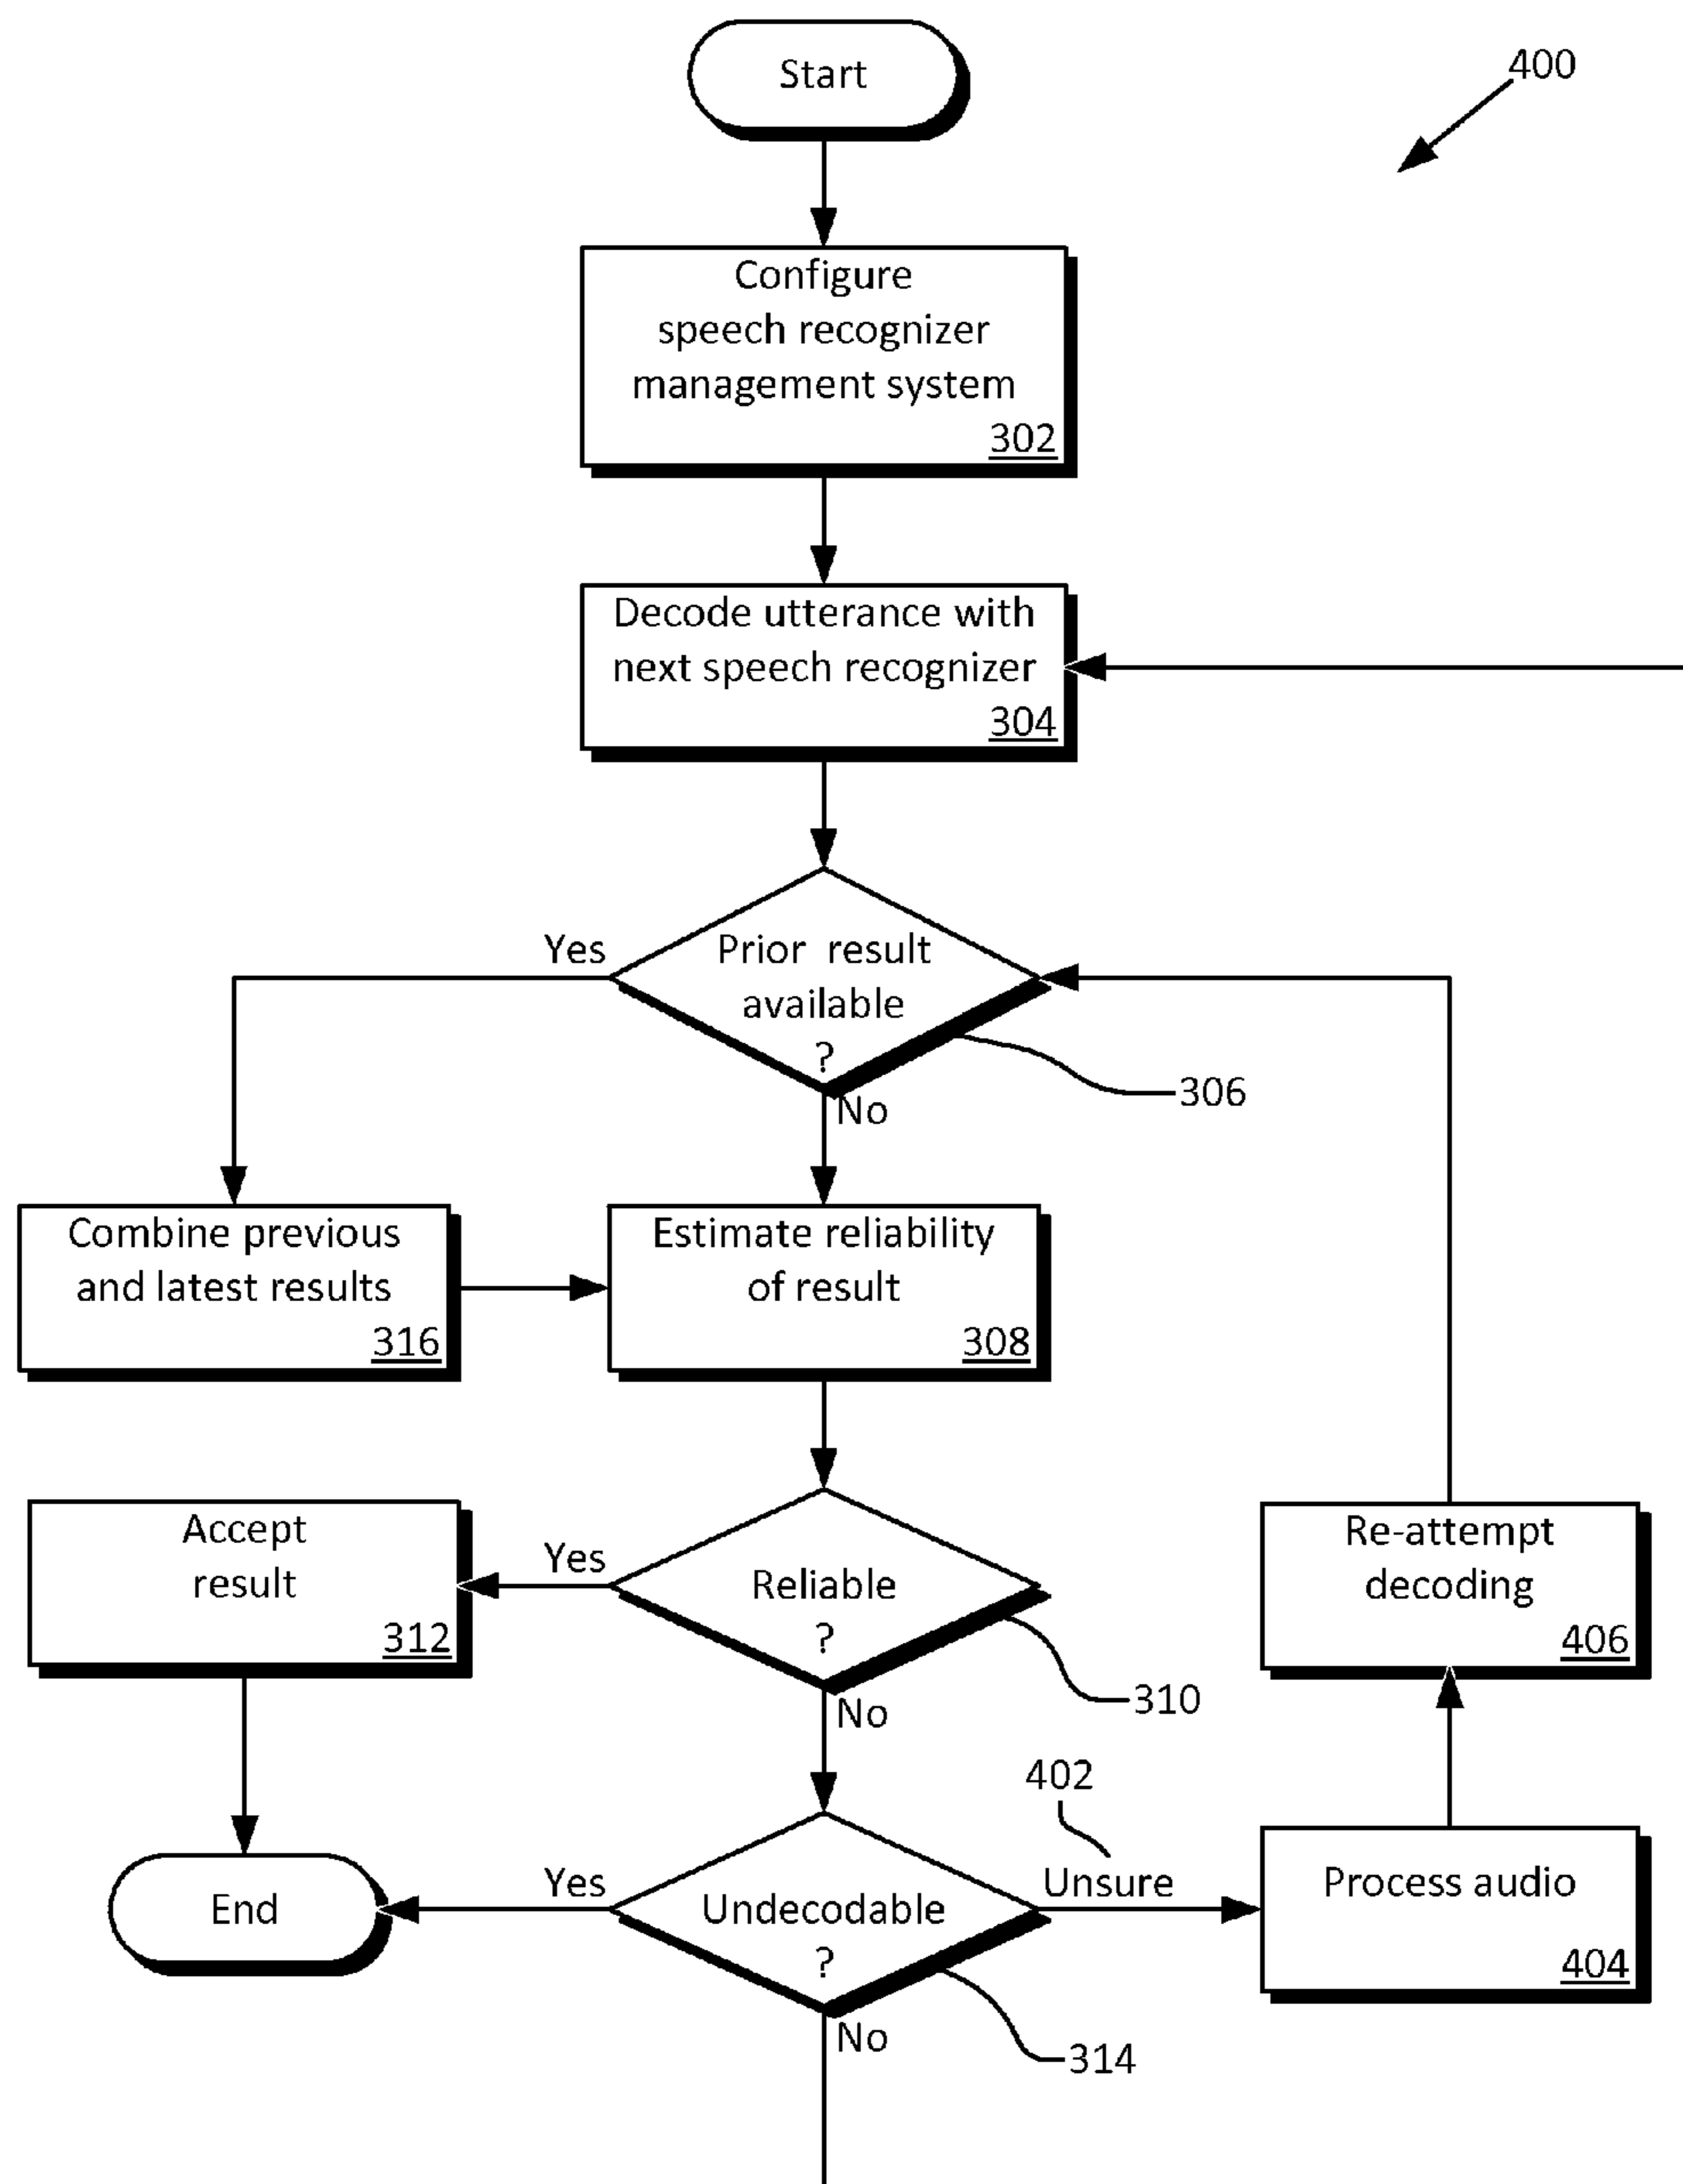 Start
400
Configure
speech recognizer
management system
302
Decode utterance with
next speech recognizer
304
Yes
Prior result
available
?
No
306
Combine previous
and latest results
316
Estimate reliability
of result
308
Accept
result
312
Yes
Reliable
?
No
310
Re-attempt
decoding
406
402
End
Yes
Undecodable
?
No
Unsure
314
Process audio
404